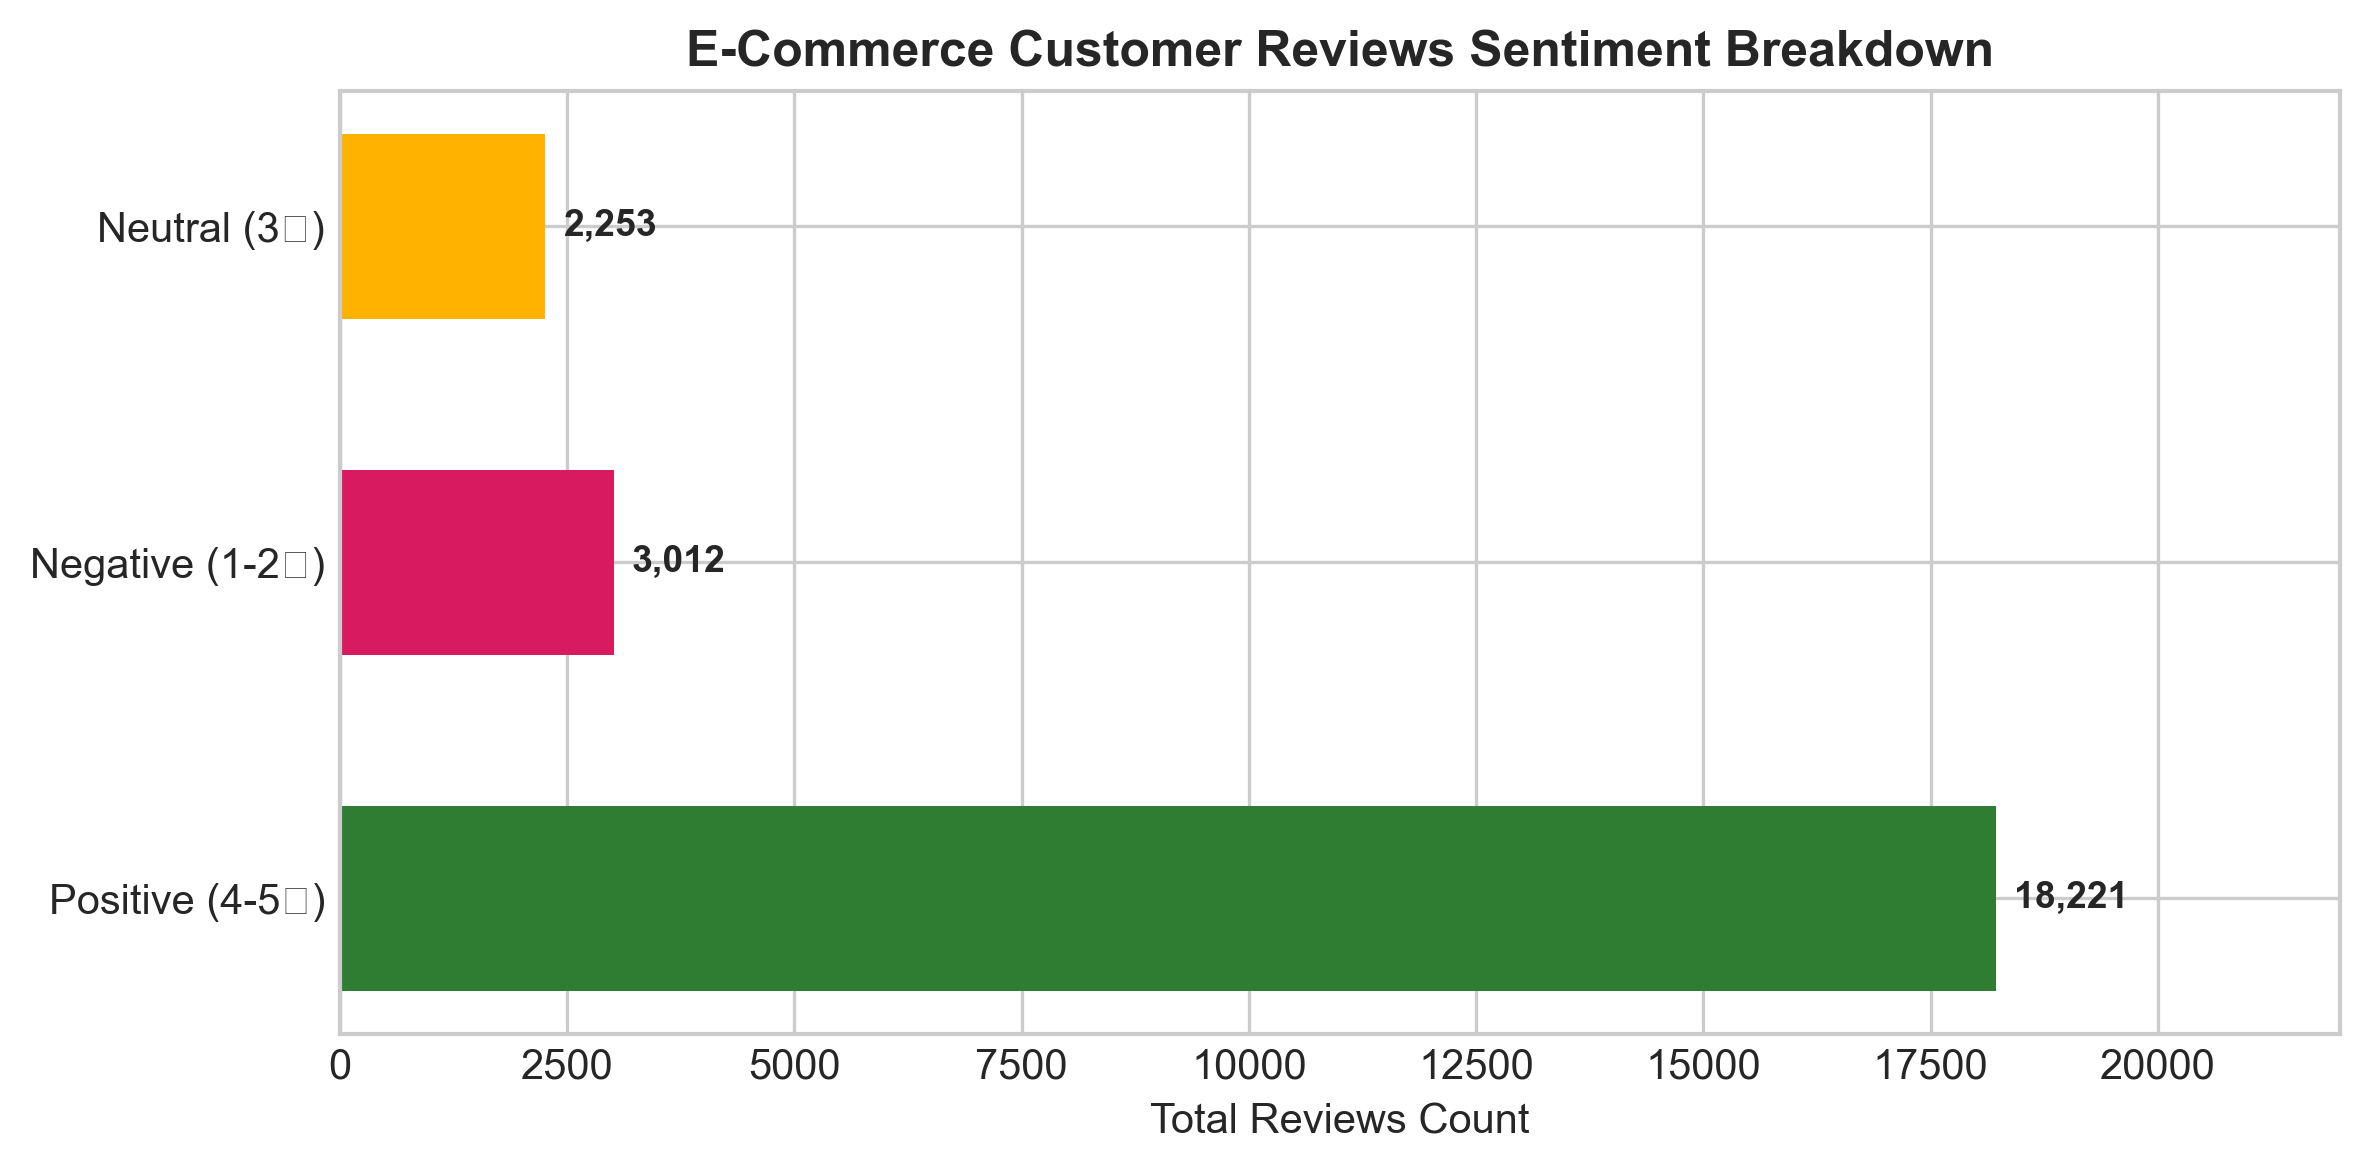 E-Commerce Customer Reviews Sentiment Breakdown
Neutral (3□)
2,253
Negative (1-2□)
3,012
Positive (4-5□)
18,221
0 2500 5000 7500 10000 12500 15000 17500 20000
Total Reviews Count